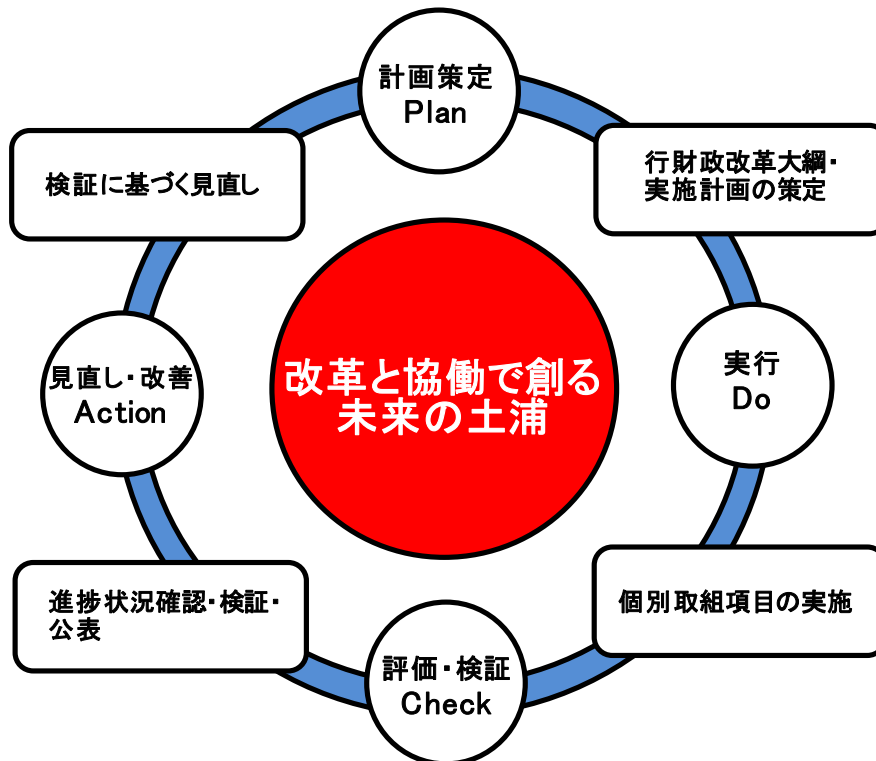 計画策定
Plan
行財政改革大綱・
実施計画の策定
実行
Do
個別取組項目の実施
評価・検証
Check
進捗状況確認・検証・
公表
見直し・改善
Action
検証に基づく見直し
改革と協働で創る
未来の土浦